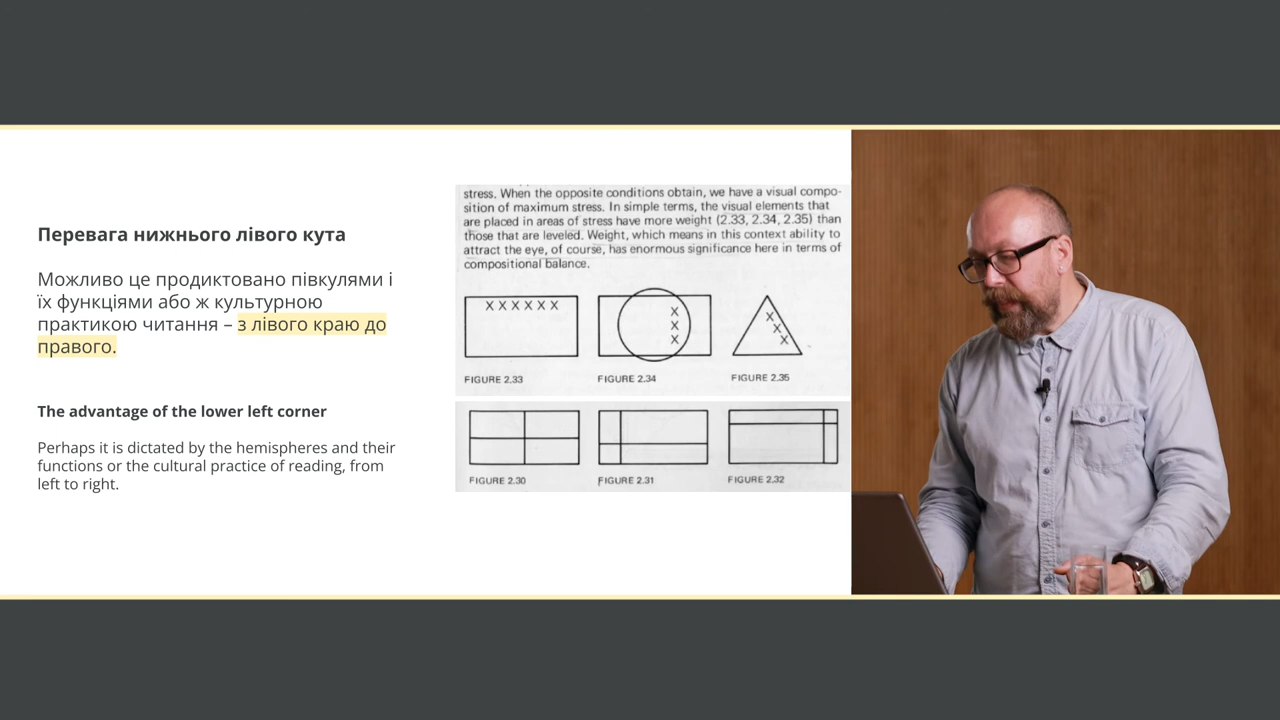 Перевага нижнього лівого кута
Можливо це продиктовано півкулями і
їх функціями або ж культурною
практикою читання – з лівого краю до
правого.
The advantage of the lower left corner
Perhaps it is dictated by the hemispheres and their
functions or the cultural practice of reading, from
left to right.
stress. When the opposite conditions obtain, we have a visual compo-
sition of maximum stress. In simple terms, the visual elements that
are placed in areas of stress have more weight (2.33, 2.34, 2.35) than
those that are leveled. Weight, which means in this context ability to
attract the eye, of course, has enormous significance here in terms of
compositional balance.
X X X X X X
X
X
X
X
X
X
FIGURE 2.33 FIGURE 2.34 FIGURE 2.35
FIGURE 2.30 FIGURE 2.31 FIGURE 2.32